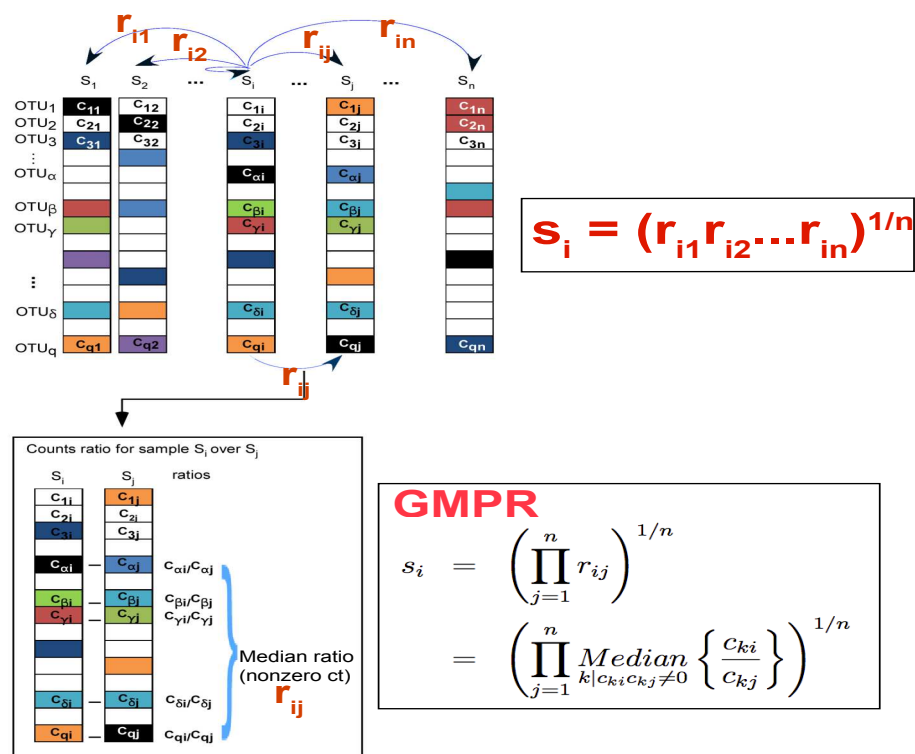 r_i1 r_i2 r_ij r_in
S_1 S_2 ... S_i ... S_j ... S_n
OTU_1 C_11 C_12 C_1i C_1j C_1n
OTU_2 C_21 C_22 C_2i C_2j C_2n
OTU_3 C_31 C_32 C_3i C_3j C_3n
...
OTU_α C_αi C_αj
OTU_β C_βi C_βj
OTU_γ C_γi C_γj
...
OTU_δ C_δi C_δj
OTU_q C_q1 C_q2 C_qi C_qj C_qn
r_ij
s_i = (r_i1 r_i2 ... r_in)^1/n
Counts ratio for sample S_i over S_j
S_i S_j ratios
C_1i C_1j
C_2i C_2j
C_3i C_3j
C_αi – C_αj C_αi/C_αj
C_βi – C_βj C_βi/C_βj
C_γi – C_γj C_γi/C_γj
C_δi – C_δj C_δi/C_δj
C_qi – C_qj C_qi/C_qj
Median ratio
(nonzero ct)
r_ij
GMPR
s_i = (∏_{j=1}^{n} r_ij)^{1/n}
= (∏_{j=1}^{n} Median_{k|c_ki c_kj ≠ 0} {c_ki / c_kj})^{1/n}